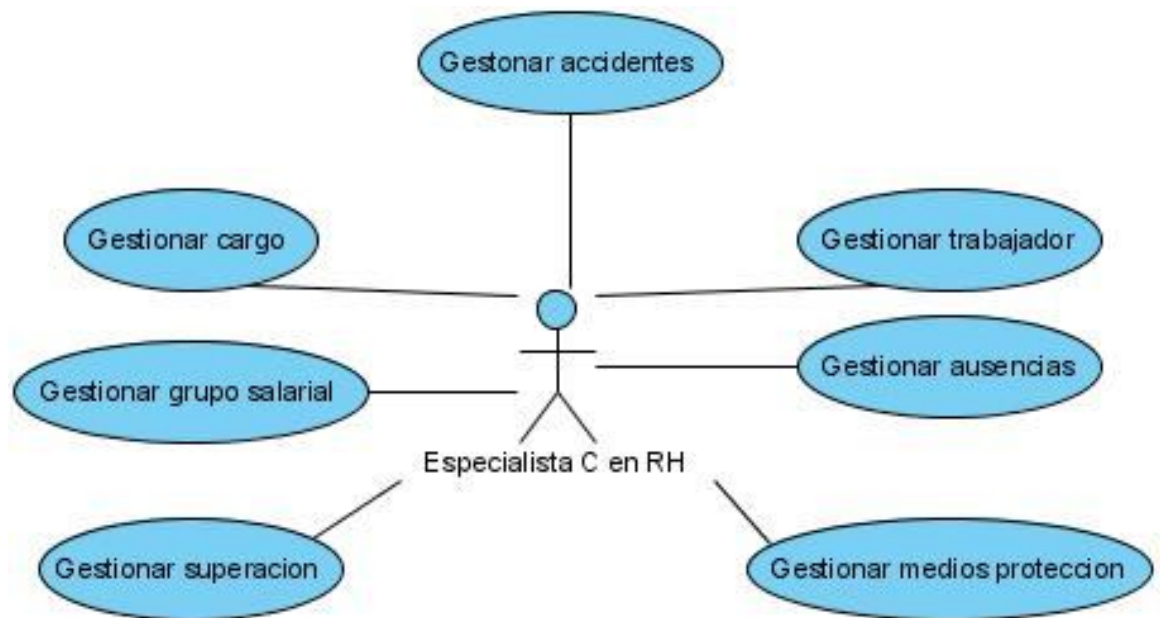 Gestonar accidentes
Gestionar cargo
Gestionar trabajador
Gestionar ausencias
Gestionar grupo salarial
Especialista C en RH
Gestionar superacion
Gestionar medios proteccion